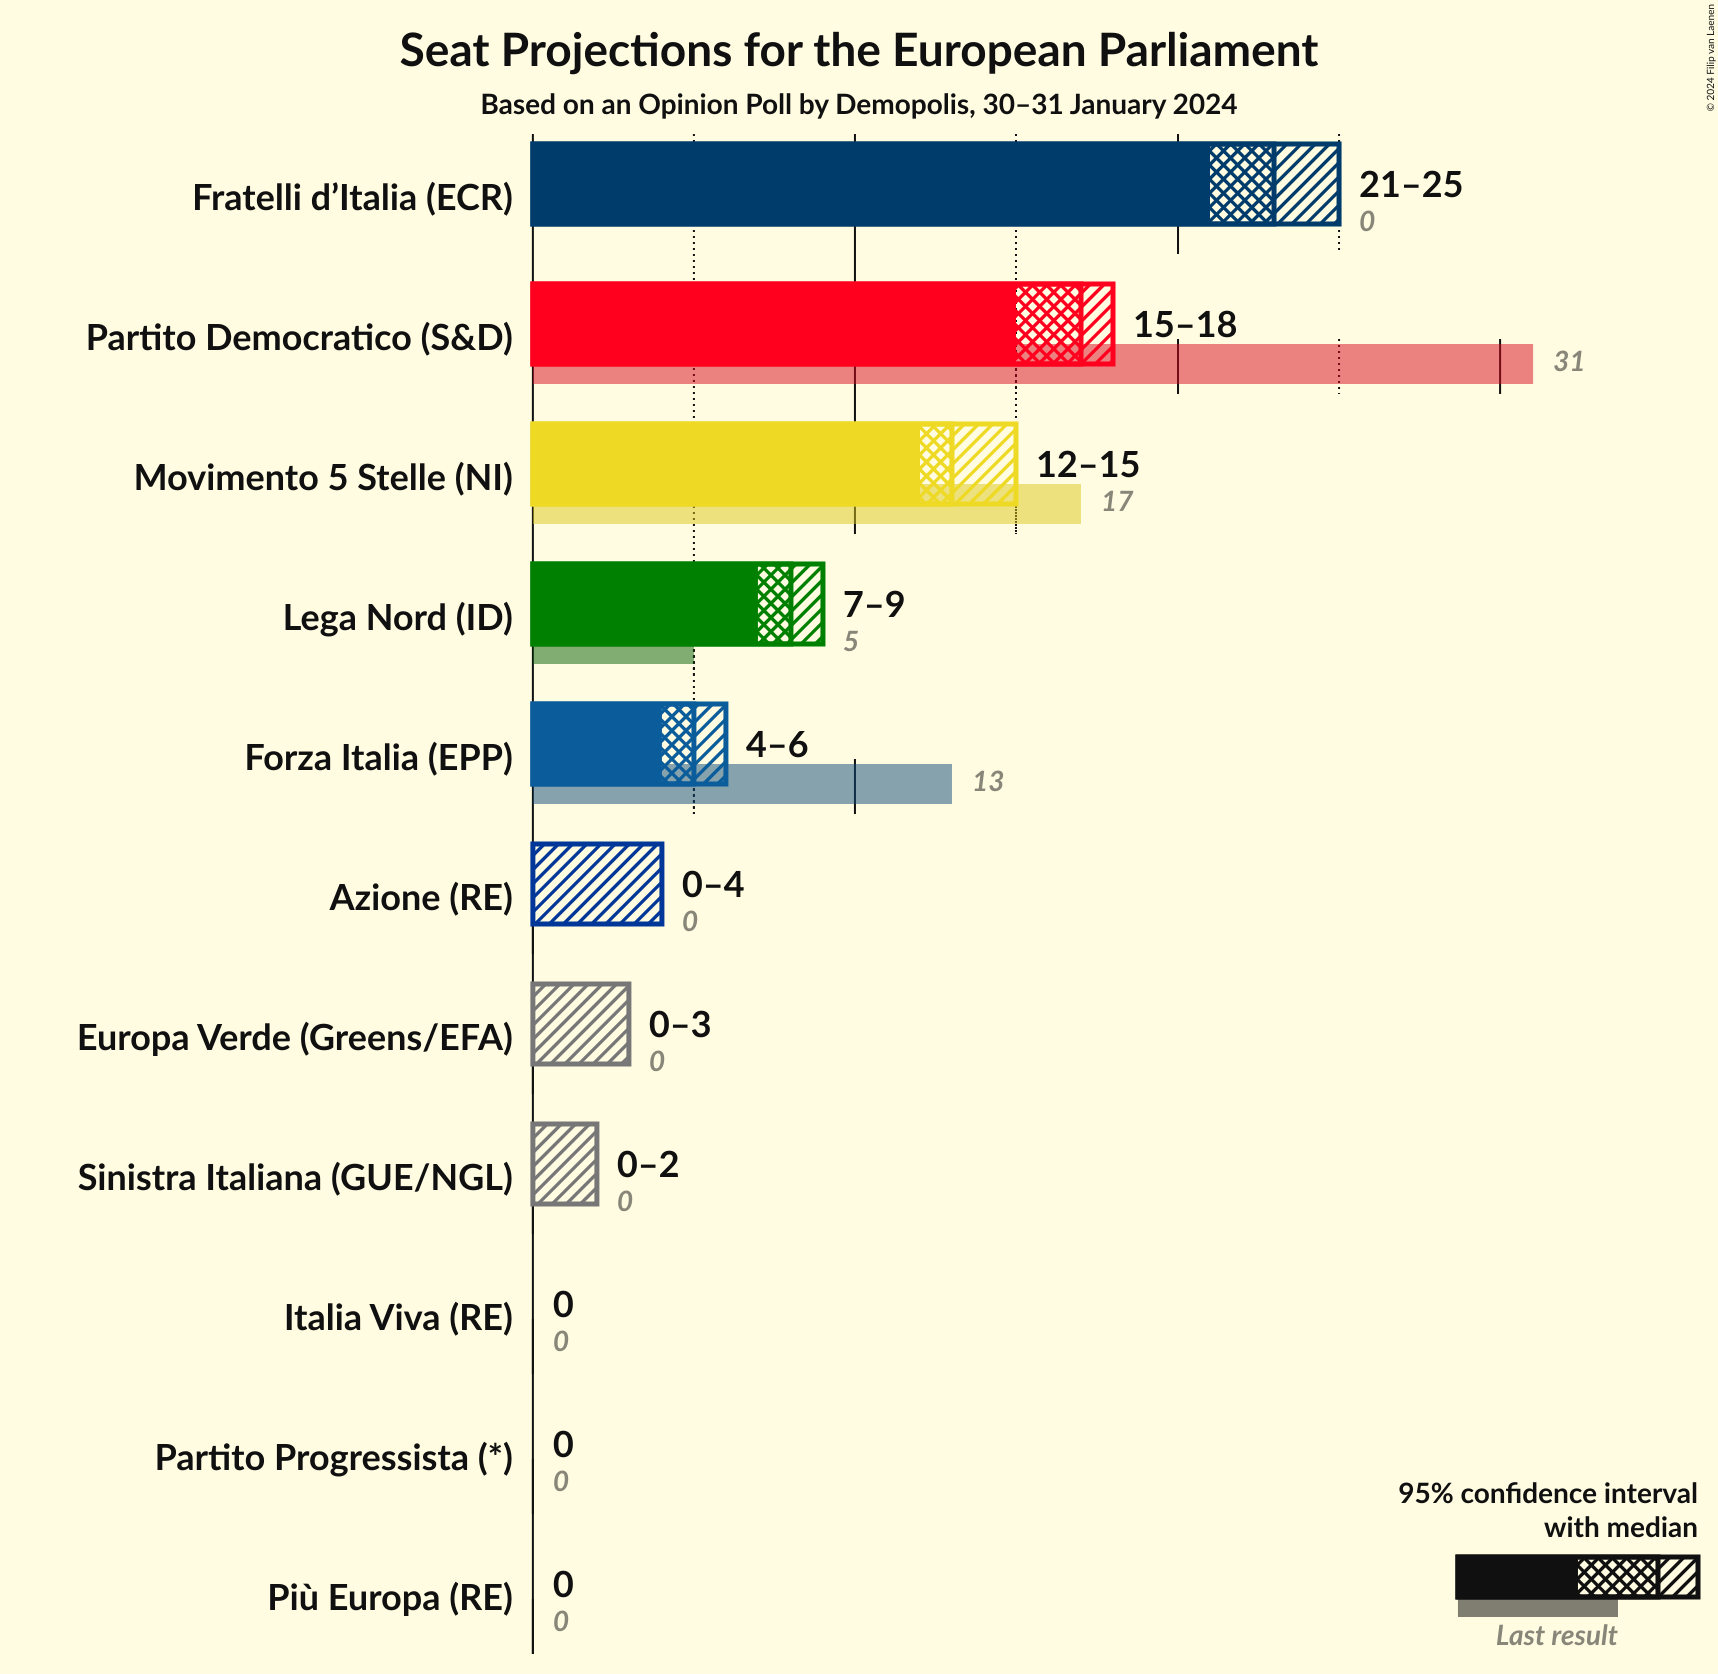 Seat Projections for the European Parliament
Based on an Opinion Poll by Demopolis, 30–31 January 2024
© 2024 Filip van Laenen
Fratelli d’Italia (ECR)
21–25
0
Partito Democratico (S&D)
15–18
31
Movimento 5 Stelle (NI)
12–15
17
Lega Nord (ID)
7–9
5
Forza Italia (EPP)
4–6
13
Azione (RE)
0–4
0
Europa Verde (Greens/EFA)
0–3
0
Sinistra Italiana (GUE/NGL)
0–2
0
Italia Viva (RE)
0
0
Partito Progressista (*)
0
0
Più Europa (RE)
0
0
95% confidence interval
with median
Last result